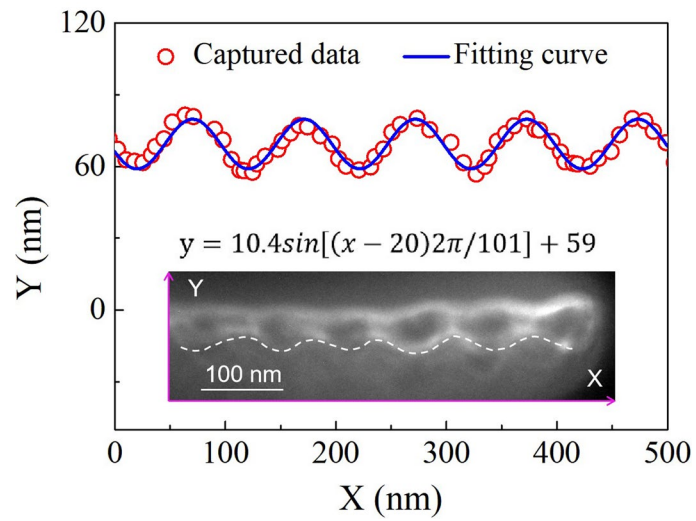 120
Captured data Fitting curve
60
y = 10.4sin[(x − 20)2π/101] + 59
Y (nm)
Y
0
100 nm
X
0 100 200 300 400 500
X (nm)